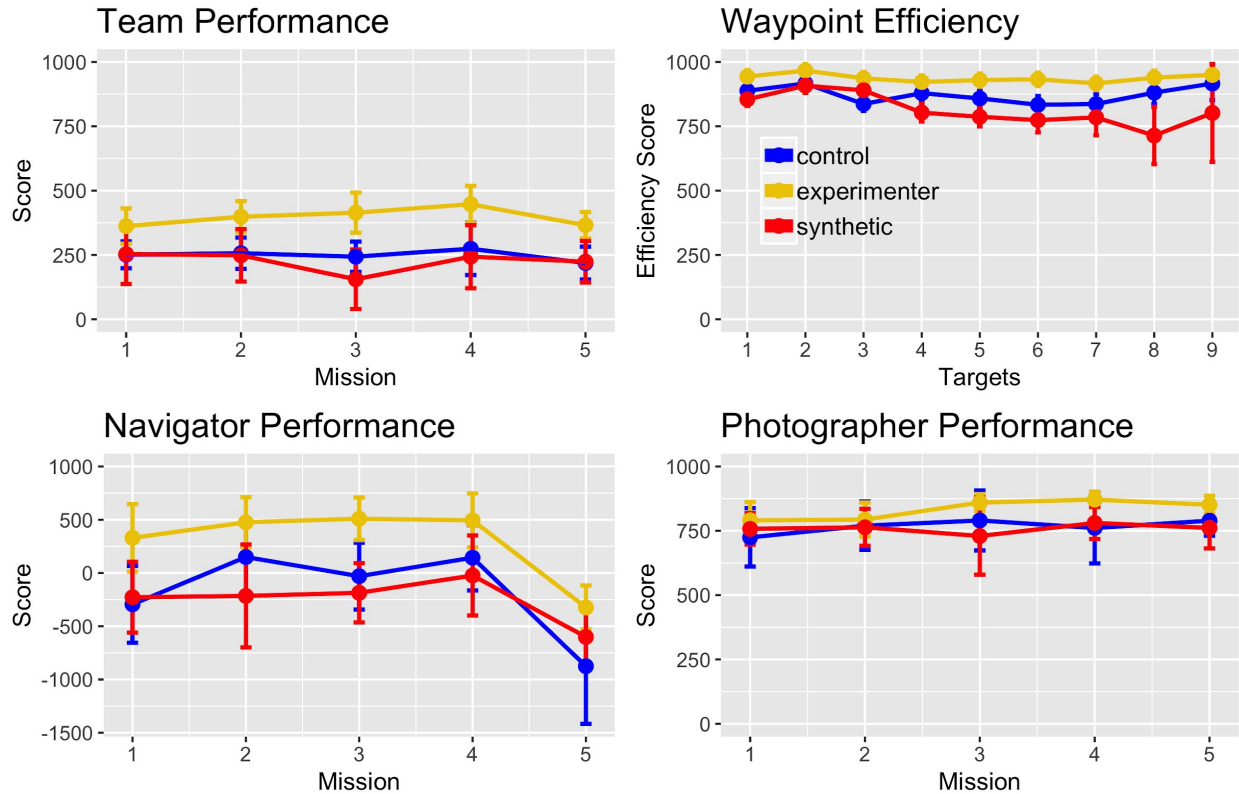 Team Performance
1000
750
500
250
0
Score
1 2 3 4 5
Mission
Waypoint Efficiency
1000
750
500
250
0
Efficiency Score
control
experimenter
synthetic
1 2 3 4 5 6 7 8 9
Targets
Navigator Performance
1000
500
0
-500
-1000
-1500
Score
1 2 3 4 5
Mission
Photographer Performance
1000
750
500
250
0
Score
1 2 3 4 5
Mission